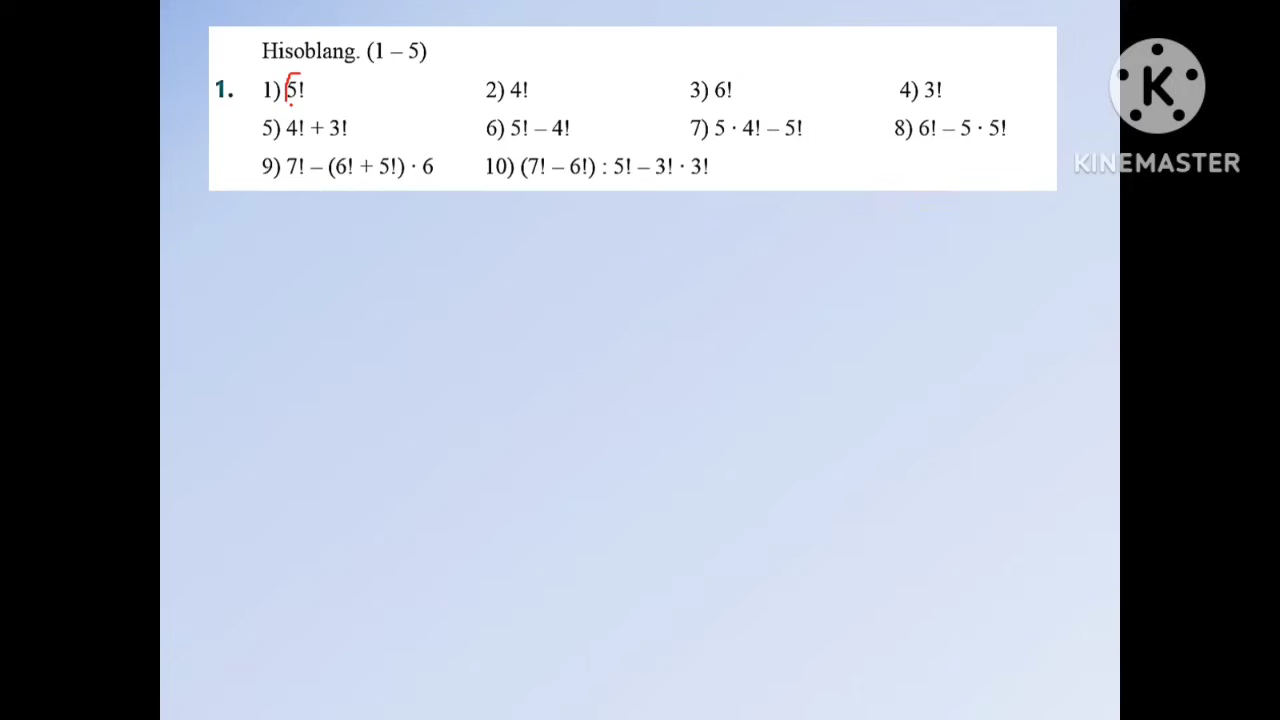 Hisoblang. (1 – 5)
1. 1) 5! 2) 4! 3) 6! 4) 3!
5) 4! + 3! 6) 5! – 4! 7) 5 · 4! – 5! 8) 6! – 5 · 5!
9) 7! – (6! + 5!) · 6 10) (7! – 6!) : 5! – 3! · 3!
K
KINEMASTER